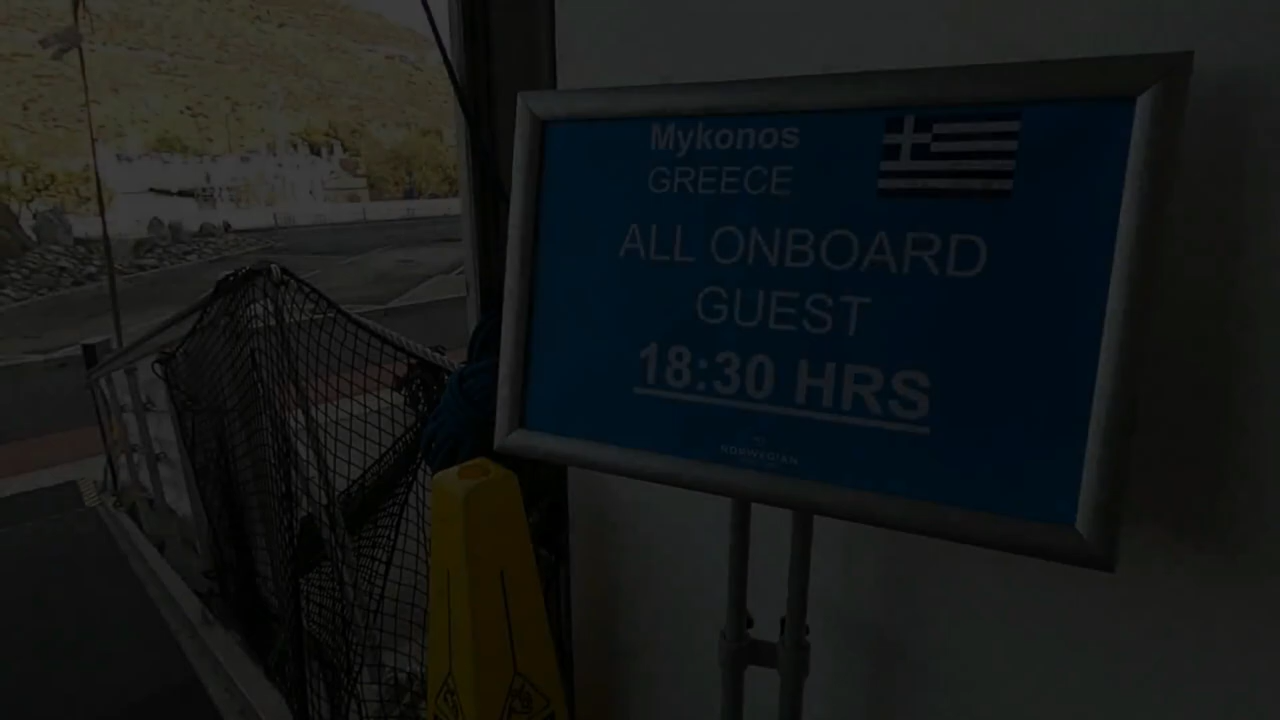 Mykonos
GREECE
ALL ONBOARD
GUEST
18:30 HRS
NORWEGIAN